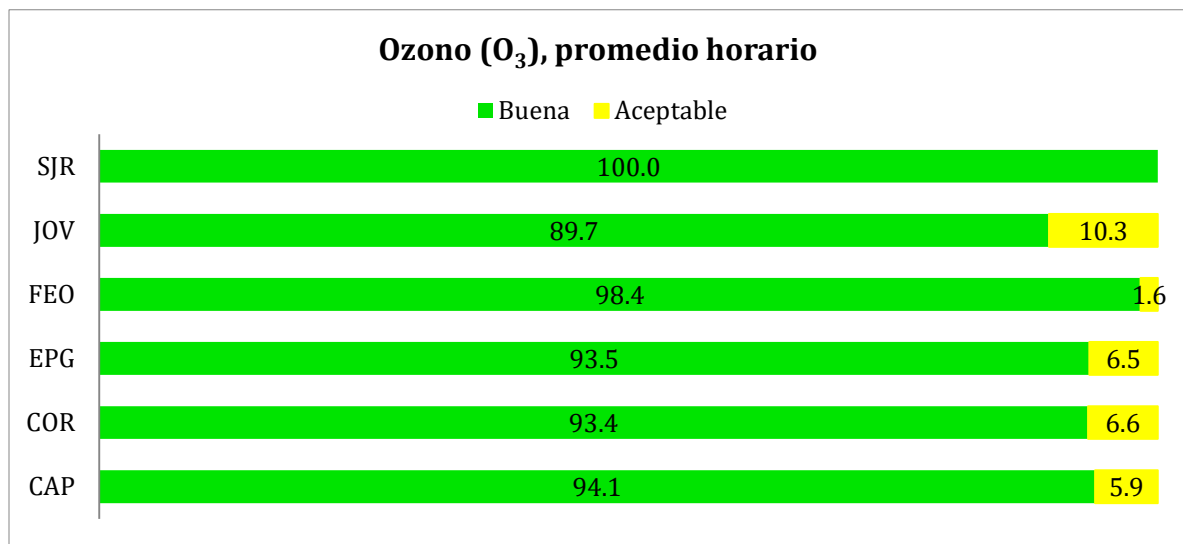 Ozono (O₃), promedio horario
Buena Aceptable
SJR 100.0
JOV 89.7 10.3
FEO 98.4 1.6
EPG 93.5 6.5
COR 93.4 6.6
CAP 94.1 5.9